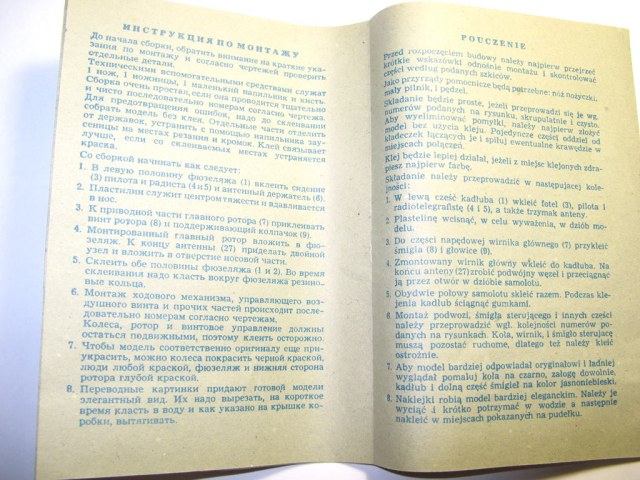 ИНСТРУКЦИЯ ПО МОНТАЖУ
До начала сборки, обратить внимание на краткие ука-
зания по монтажу и согласно чертежей проверить
отдельные детали.
Техническими вспомогательными средствами служат
1 нож, 1 ножницы, 1 маленький напильник и кисть.
Сборка очень простая, если она проводится тщательно
и чисто последовательно номерам согласно чертежа.
Для предотвращения ошибок, надо до склеивания
собрать модель без клея. Отдельные части отделить
от держателя, устранить с помощью напильника зау-
сеницы на местах резания и кромок. Клей связывает
лучше, если со склеиваемых местах устраняется
краска.
Со сборкой начинать как следует:
1. В левую половину фюзеляжа (1) вклеить сидение
(3) пилота и радиста (4 и 5) и антенный держатель (6).
2. Пластилин служит центром тяжести и вдавливается
в нос.
3. К приводной части главного ротора (7) приклеивать
винт ротора (8) и поддерживающий колпачок (9).
4. Монтированный главный ротор вложить в фю-
зеляж. К концу антенны (27) приделать двойной
узел и вложить в отверстие носовой части.
5. Склеить обе половины фюзеляжа (1 и 2). Во время
склеивания надо класть вокруг фюзеляжа резино-
вые кольца.
6. Монтаж ходового механизма, управляющего воз-
душного винта и прочих частей происходит после-
довательно номерам согласно чертежам.
Колеса, ротор и винтовое управление должны
остаться подвижными, поэтому клеить осторожно.
7. Чтобы модель соответственно оригиналу еще при-
украсить, можно колеса покрасить черной краской,
люди любой краской, фюзеляж и нижняя сторона
ротора глубой краской.
8. Переводные картинки придают готовой модели
элегантный вид. Их надо вырезать, на короткое
время класть в воду и как указано на крышке ко-
робки, вытягивать.
POUCZENIE
Przed rozpoczęciem budowy należy najpierw przejrzeć
krótkie wskazówki odnośnie montażu i skontrolować
części według podanych szkiców.
Jako przyrządy pomocnicze będą potrzebne: nóż nożyczki,
mały pilnik, i pędzel.
Składanie będzie proste, jeżeli przeprowadzi się je wg.
numerów podanych na rysunku, skrupulatnie i czysto.
Aby wyeliminować pomyłki, należy najpierw złożyć
model bez użycia kleju. Pojedyncze części oddziel od
kładeczek łączących je i spiłuj ewentualne krawędzie w
miejscach połączeń.
Klej będzie lepiej działał, jeżeli z miejsc klejonych zdra-
piesz najpierw farbę.
Składanie należy przeprowadzić w następującej kole-
jności:
1. W lewą część kadłuba (1) wkleić fotel (3), pilota i
radiotelegrafistę (4 i 5), a także trzymak anteny.
2. Plastelinę wcisnąć, w celu wyważenia, w dziób mo-
delu.
3. Do części napędowej wirnika głównego (7) przykleić
śmigła (8) i głowice (9).
4. Zmontowany wirnik główny wkleić do kadłuba. Na
końcu anteny (27) zrobić podwójny węzeł i przeciągnąć
ją przez otwór w dzióbie samolotu.
5. Obydwie połowy samolotu skleić razem. Podczas kle-
jenia kadłub ściągnąć gumkami.
6. Montaż podwozi, śmigła sterującego i innych części
należy przeprowadzić wgł. kolejności numerów po-
danych na rysunkach. Koła, wirnik, i śmigł sterującę
muszą pozostać ruchome, dlatego też należy kleić
ostrożnie.
7. Aby model bardziej odpowiadał oryginałowi i ładniej
wyglądał pomaluj koła na czarno, załogę dowolnie,
kadłub i dolną część śmigieł na kolor jasnoniebieski.
8. Naklejki robią model bardziej eleganckim. Należy je
wyciąć i krótko potrzymać w wodzie a następnie
nakleić w miejscach pokazanych na pudełku.